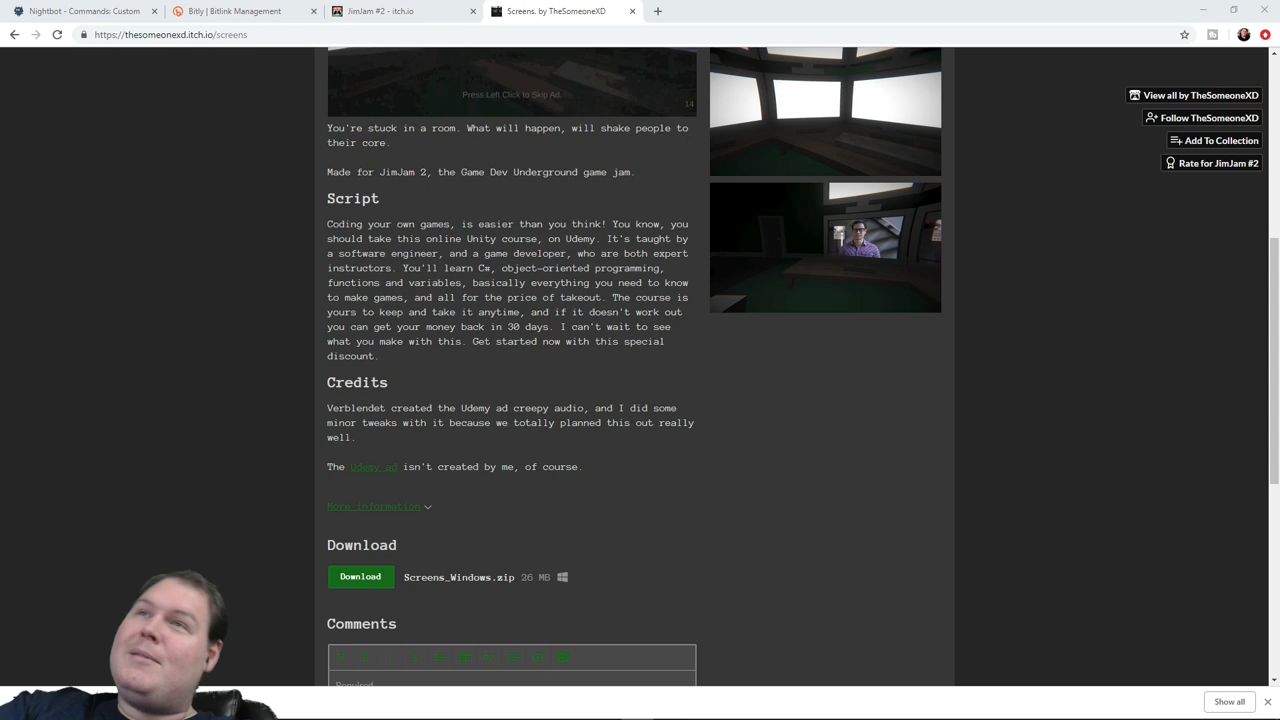 Nightbot - Commands: Custom
Bitly | Bitlink Management
JimJam #2 - itch.io
Screens. by TheSomeoneXD
https://thesomeonexd.itch.io/screens
Press Left Click to Skip Ad.
14
View all by TheSomeoneXD
Follow TheSomeoneXD
Add To Collection
Rate for JimJam #2
You're stuck in a room. What will happen, will shake people to
their core.
Made for JimJam 2, the Game Dev Underground game jam.
Script
Coding your own games, is easier than you think! You know, you
should take this online Unity course, on Udemy. It's taught by
a software engineer, and a game developer, who are both expert
instructors. You'll learn C#, object-oriented programming,
functions and variables, basically everything you need to know
to make games, and all for the price of takeout. The course is
yours to keep and take it anytime, and if it doesn't work out
you can get your money back in 30 days. I can't wait to see
what you make with this. Get started now with this special
discount.
Credits
Verblendet created the Udemy ad creepy audio, and I did some
minor tweaks with it because we totally planned this out really
well.
The Udemy ad isn't created by me, of course.
More information
Download
Download Screens_Windows.zip 26 MB
Comments
Required
Show all